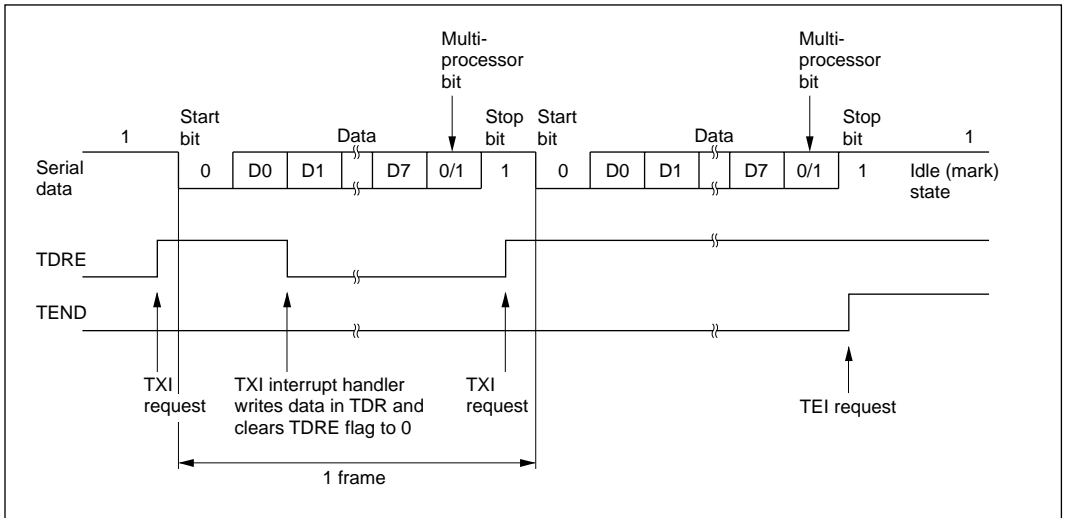 Multi-
processor
bit
Multi-
processor
bit
1
Start
bit
Data
Stop
bit
Start
bit
Data
Stop
bit
1
Serial
data
0 D0 D1 D7 0/1 1 0 D0 D1 D7 0/1 1
Idle (mark)
state
TDRE
TEND
TXI
request
TXI interrupt handler
writes data in TDR and
clears TDRE flag to 0
TXI
request
TEI request
1 frame